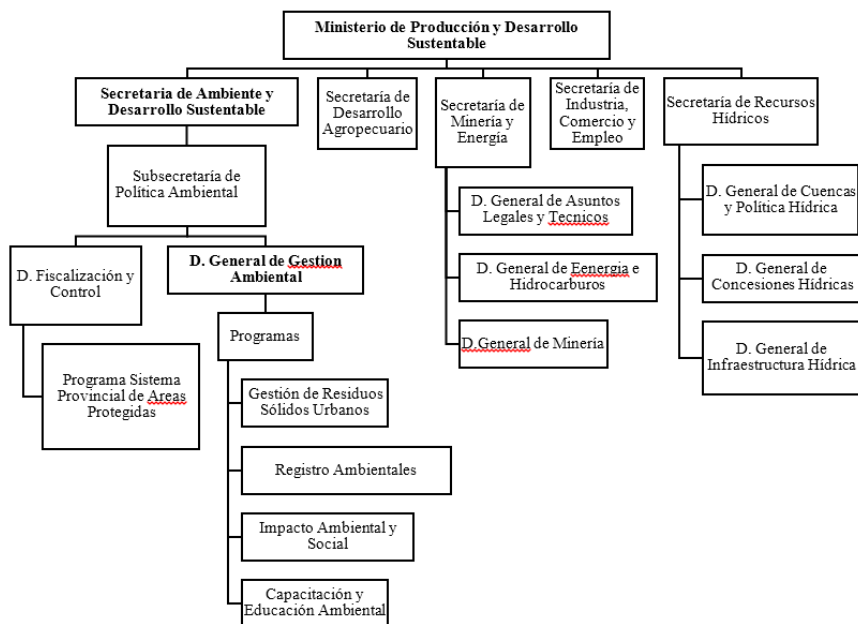 Ministerio de Producción y Desarrollo
Sustentable
Secretaria de Ambiente y
Desarrollo Sustentable
Secretaría de
Desarrollo
Agropecuario
Secretaría de
Minería y
Energía
Secretaría de
Industria,
Comercio y
Empleo
Secretaría de Recursos
Hídricos
Subsecretaría de
Política Ambiental
D. General de Asuntos
Legales y Tecnicos
D. General de Cuencas
y Política Hídrica
D. Fiscalización y
Control
D. General de Gestion
Ambiental
D. General de Eenergia e
Hidrocarburos
D. General de
Concesiones Hídricas
Programas
D.General de Minería
D. General de
Infraestructura Hídrica
Programa Sistema
Provincial de Areas
Protegidas
Gestión de Residuos
Sólidos Urbanos
Registro Ambientales
Impacto Ambiental y
Social
Capacitación y
Educación Ambiental